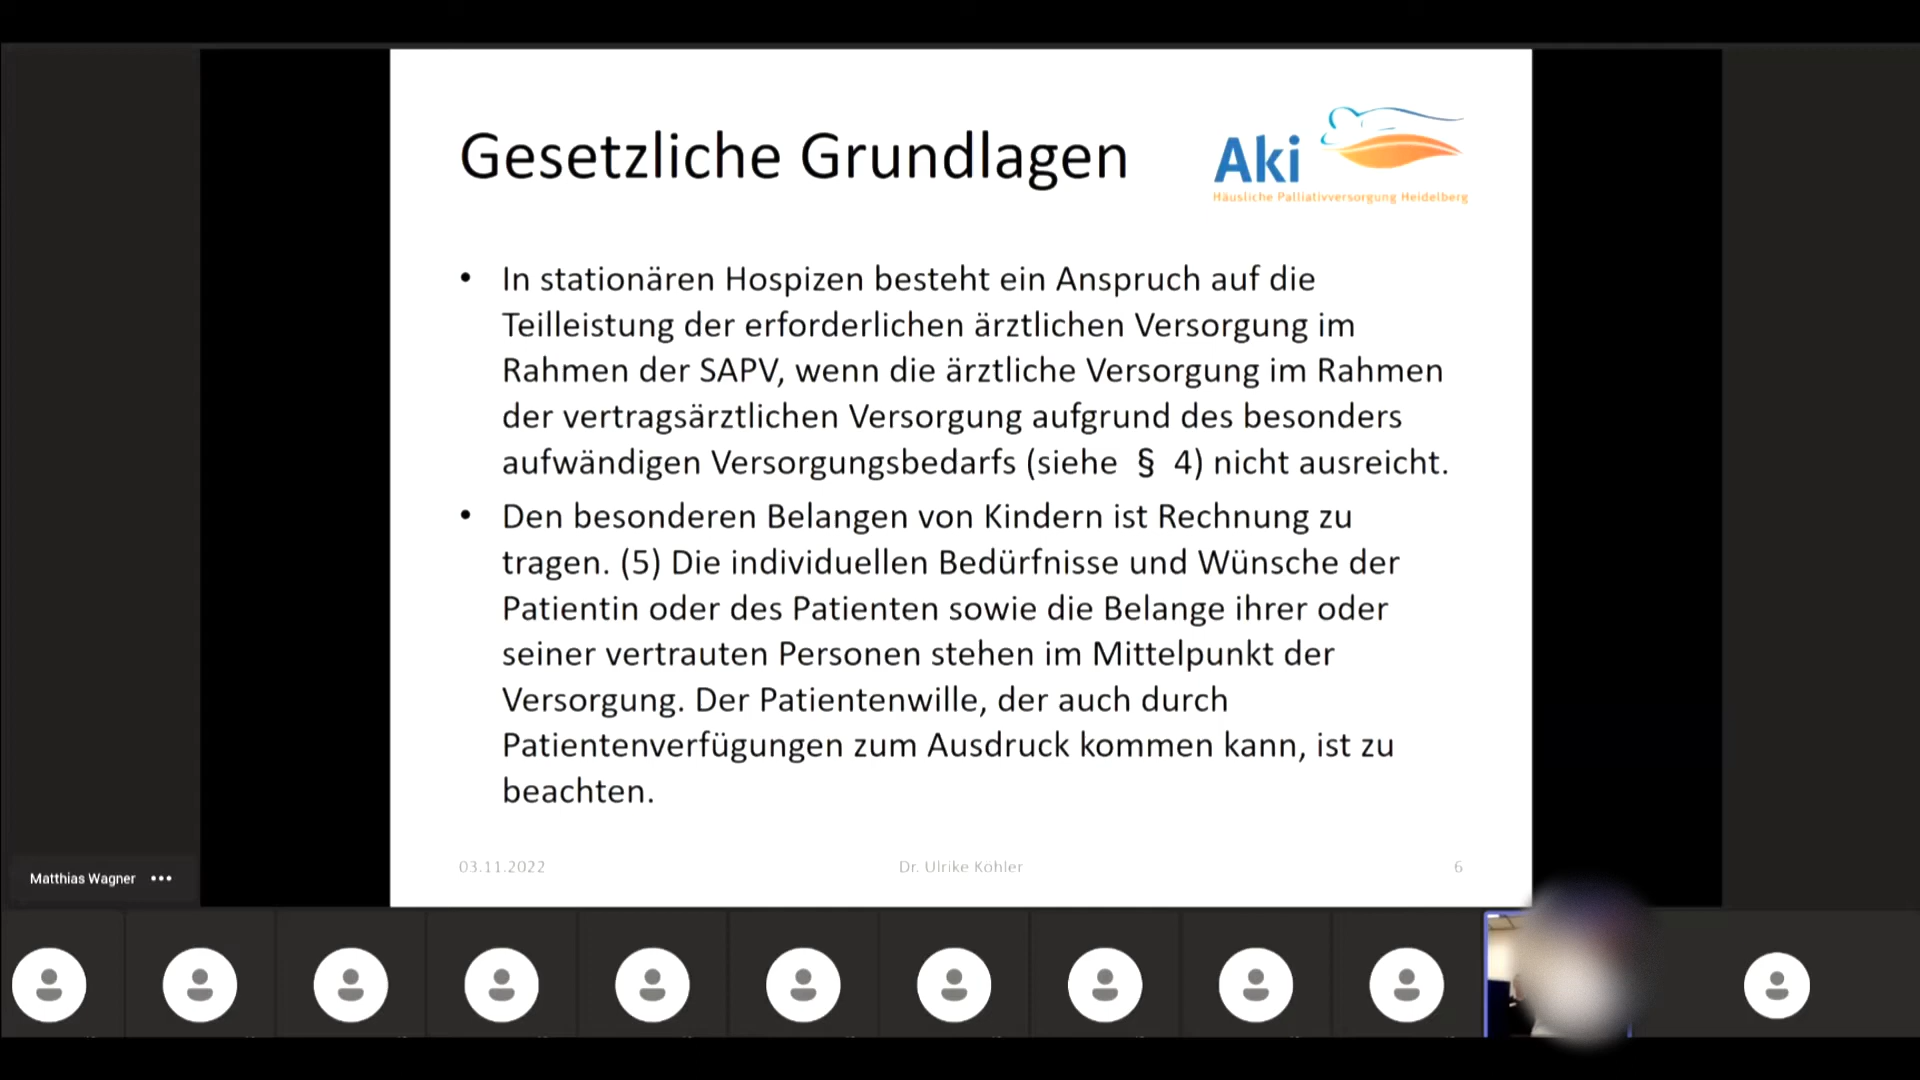 Gesetzliche Grundlagen
Aki
Häusliche Palliativversorgung Heidelberg
• In stationären Hospizen besteht ein Anspruch auf die
Teilleistung der erforderlichen ärztlichen Versorgung im
Rahmen der SAPV, wenn die ärztliche Versorgung im Rahmen
der vertragsärztlichen Versorgung aufgrund des besonders
aufwändigen Versorgungsbedarfs (siehe § 4) nicht ausreicht.
• Den besonderen Belangen von Kindern ist Rechnung zu
tragen. (5) Die individuellen Bedürfnisse und Wünsche der
Patientin oder des Patienten sowie die Belange ihrer oder
seiner vertrauten Personen stehen im Mittelpunkt der
Versorgung. Der Patientenwille, der auch durch
Patientenverfügungen zum Ausdruck kommen kann, ist zu
beachten.
03.11.2022
Dr. Ulrike Köhler
6
Matthias Wagner •••